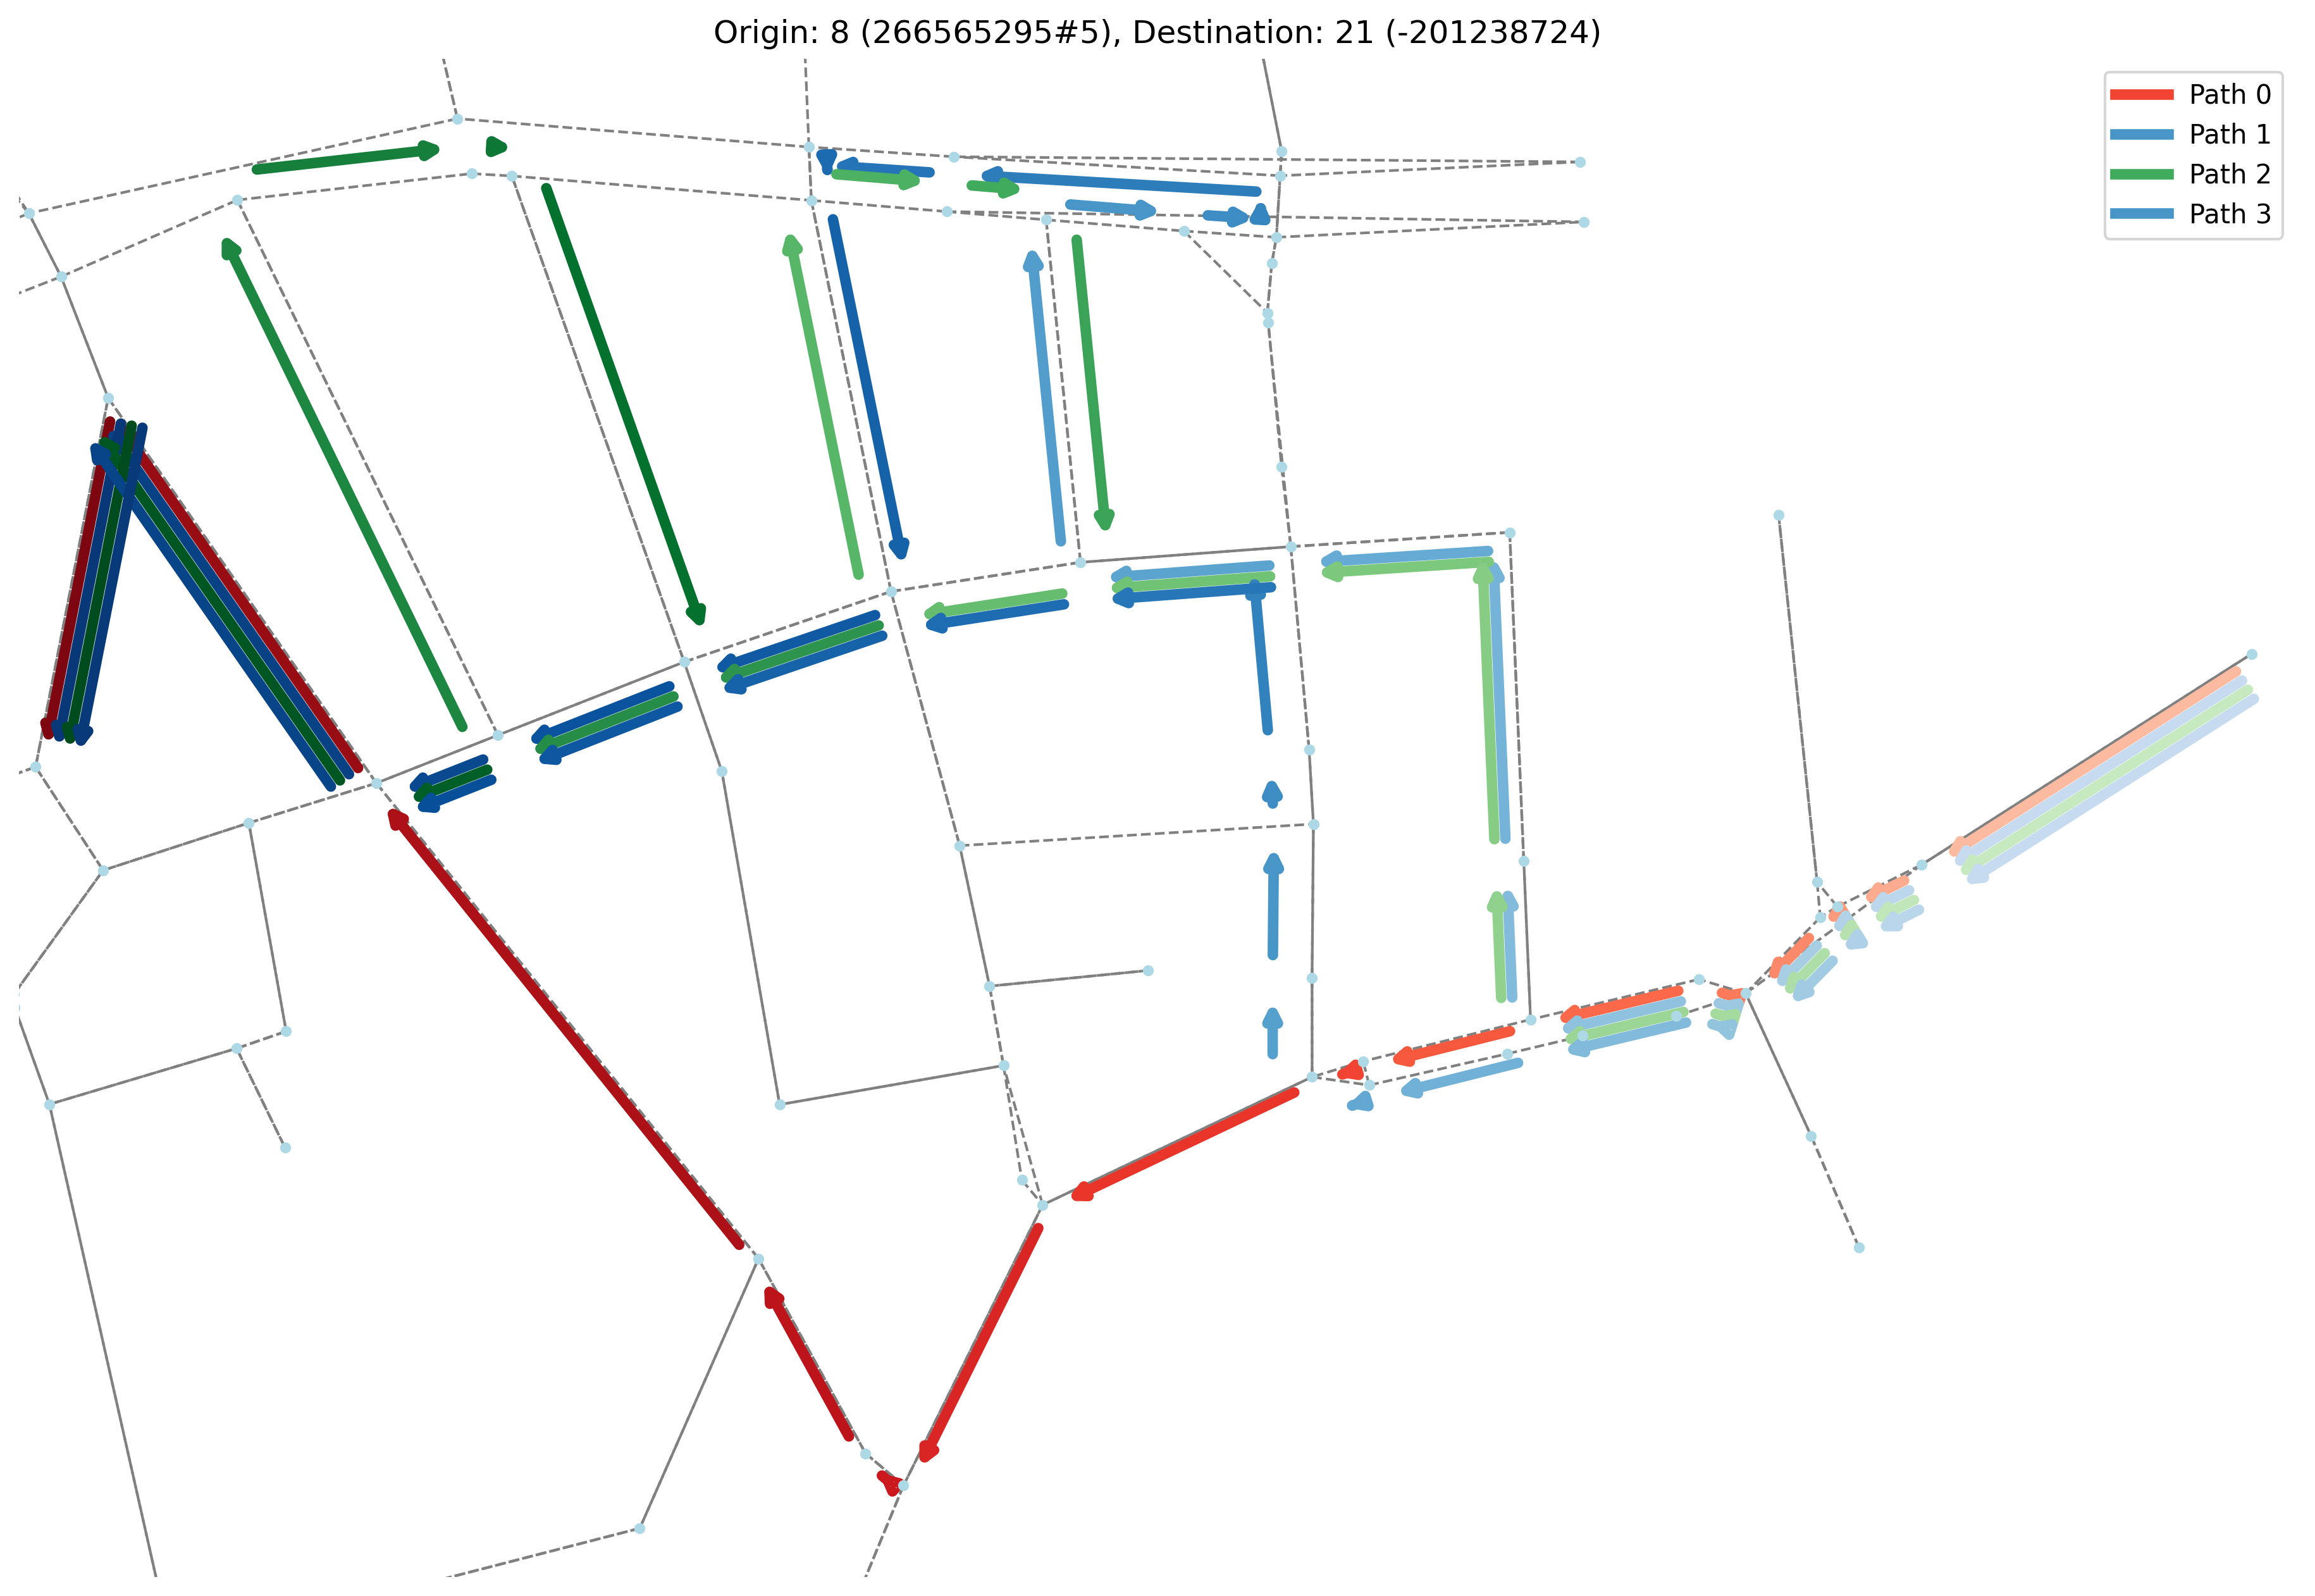 Origin: 8 (266565295#5), Destination: 21 (-201238724)
Path 0
Path 1
Path 2
Path 3